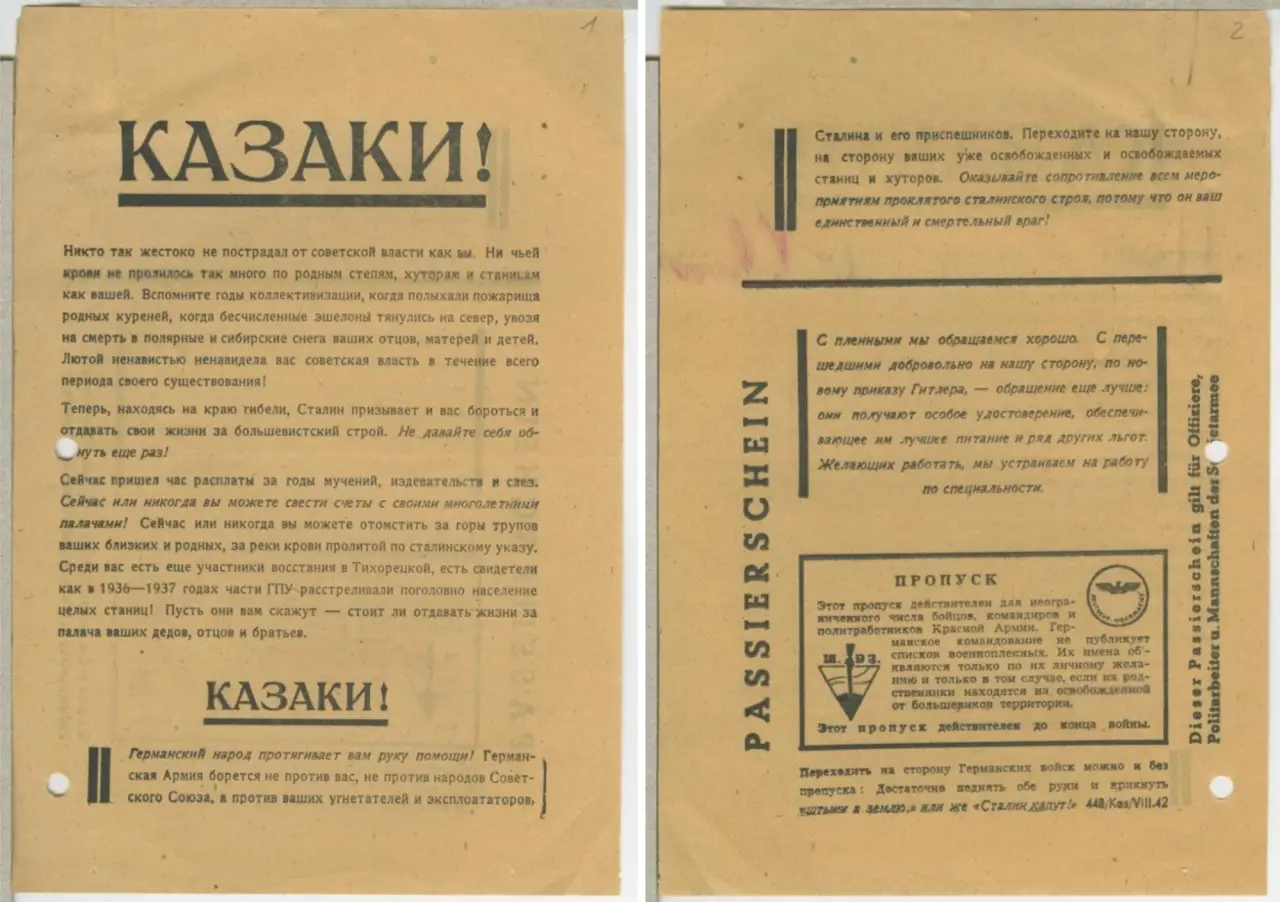 1
КАЗАКИ!
Никто так жестоко не пострадал от советской власти как вы. Ни чьей
крови не пролилось так много по родным степям, хуторам и станицам
как вашей. Вспомните годы коллективизации, когда полыхали пожарища
родных куреней, когда бесчисленные эшелоны тянулись на север, увозя
на смерть в полярные и сибирские снега ваших отцов, матерей и детей.
Лютой ненавистью ненавидела вас советская власть в течение всего
периода своего существования!
Теперь, находясь на краю гибели, Сталин призывает и вас бороться и
отдавать свои жизни за большевистский строй. Не давайте себя об-
нуть еще раз!
Сейчас пришел час расплаты за годы мучений, издевательств и слез.
Сейчас или никогда вы можете свести счеты с своими многолетними
палачами! Сейчас или никогда вы можете отомстить за горы трупов
ваших близких и родных, за реки крови пролитой по сталинскому указу.
Среди вас есть еще участники восстания в Тихорецкой, есть свидетели
как в 1936—1937 годах части ГПУ расстреливали поголовно население
целых станиц! Пусть они вам скажут — стоит ли отдавать жизни за
палача ваших дедов, отцов и братьев.
КАЗАКИ!
Германский народ протягивает вам руку помощи! Герман-
ская Армия борется не против вас, не против народов Совет-
ского Союза, а против ваших угнетателей и эксплоататоров,
2
Сталина и его приспешников. Переходите на нашу сторону,
на сторону ваших уже освобожденных и освобождаемых
станиц и хуторов. Оказывайте сопротивление всем меро-
приятиям проклятого сталинского строя, потому что он ваш
единственный и смертельный враг!
PASSIERSCHEIN
С пленными мы обращаемся хорошо. С пере-
шедшими добровольно на нашу сторону, по но-
вому приказу Гитлера, — обращение еще лучше:
они получают особое удостоверение, обеспечи-
вающее им лучшее питание и ряд других льгот.
Желающих работать, мы устраиваем на работу
по специальности.
Dieser Passierschein gilt für Offiziere,
Politarbeiter u. Mannschaften der Sowjetarmee
ПРОПУСК
Этот пропуск действителен для неогра-
ниченного числа бойцов, командиров и
политработников Красной Армии. Гер-
манское командование не публикует
списков военнопленных. Их имена об'-
являются только по их личному жела-
нию и только в том случае, если их род-
ственники находятся на освобожденной
от большевиков территории.
Этот пропуск действителен до конца войны.
DEUTSCHE WEHRMACHT
Ш. В З.
Переходить на сторону Германских войск можно и без
пропуска: Достаточно поднять обе руки и крикнуть
«штыки в землю,» или же «Сталин капут!» 448/Kos/VIII.42